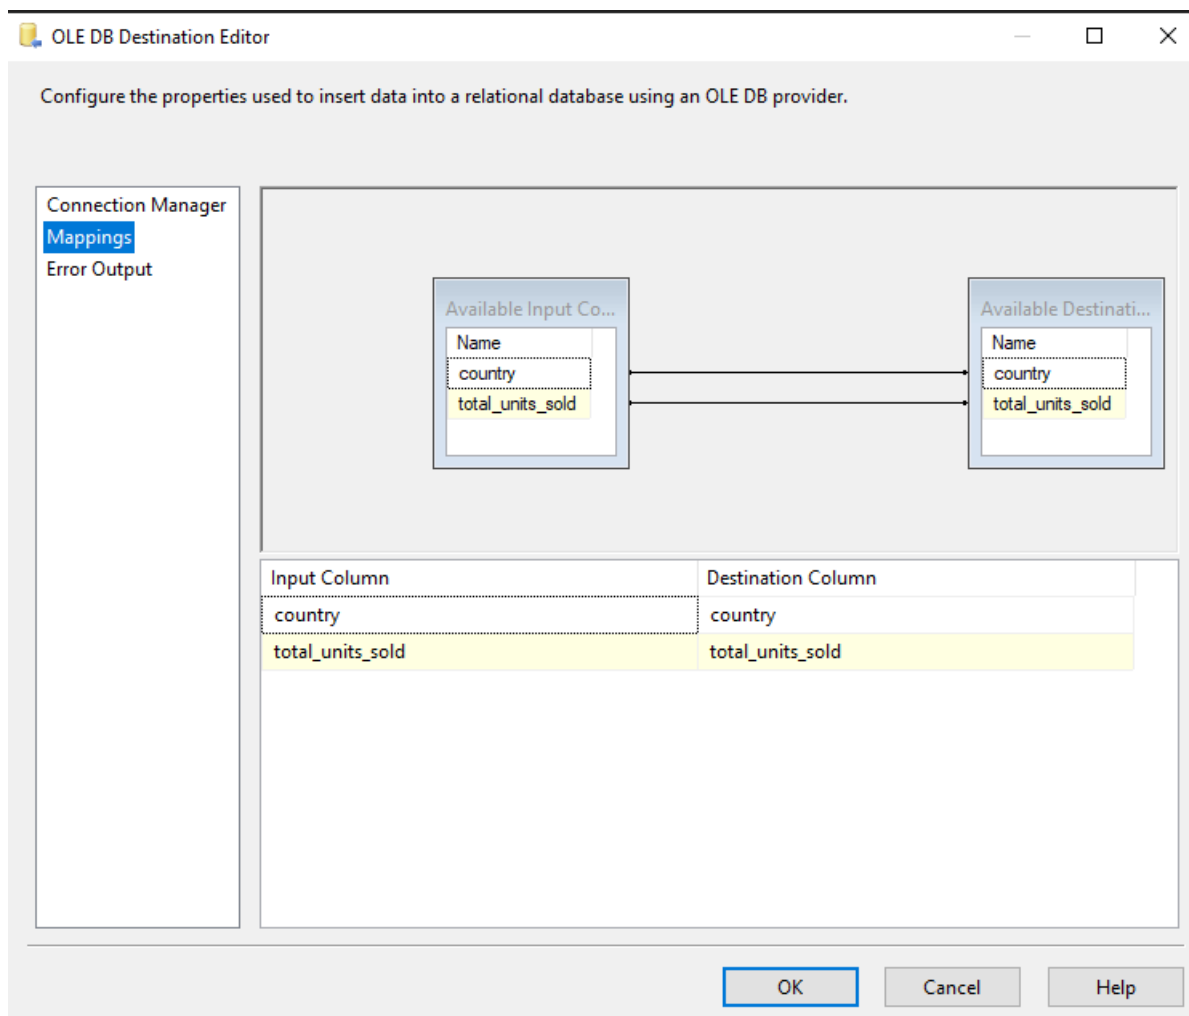 OLE DB Destination Editor
Configure the properties used to insert data into a relational database using an OLE DB provider.
Connection Manager
Mappings
Error Output
Available Input Co...
Name
country
total_units_sold
Available Destinati...
Name
country
total_units_sold
Input Column Destination Column
country country
total_units_sold total_units_sold
OK Cancel Help